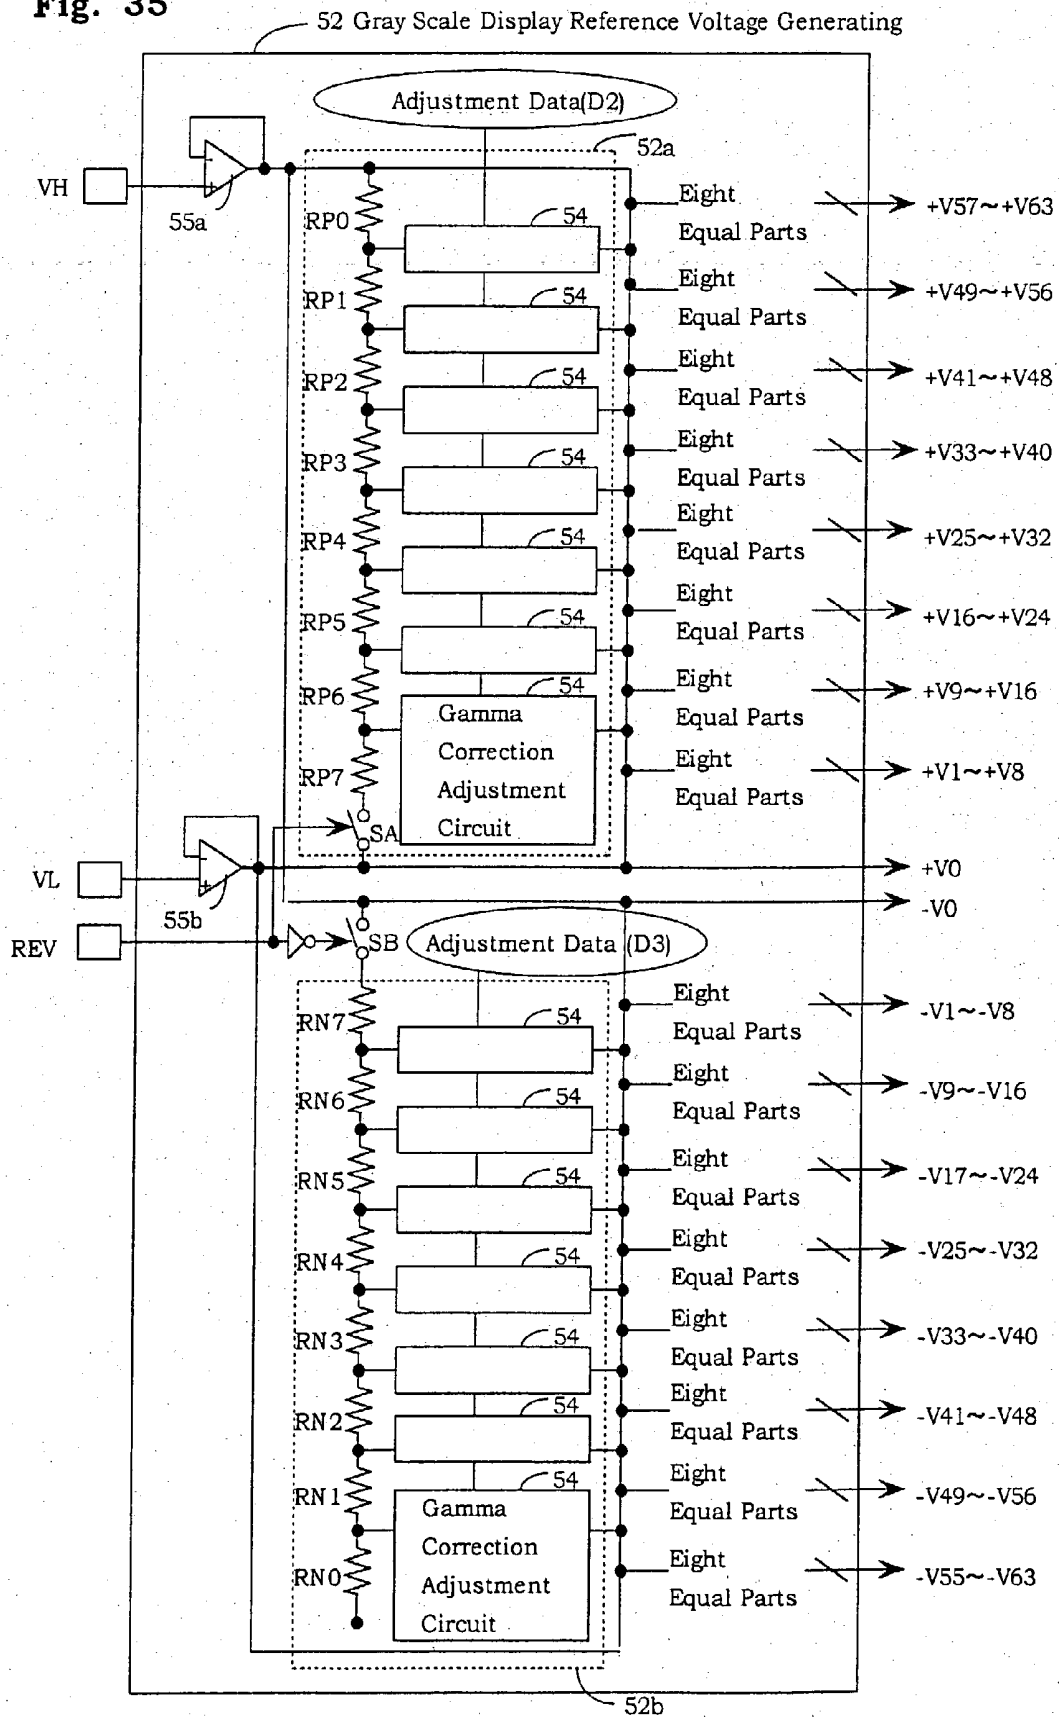 Fig. 35
52 Gray Scale Display Reference Voltage Generating
Adjustment Data(D2)
52a
VH
-
+
55a
RP0
54
Eight
Equal Parts
+V57~+V63
RP1
54
Eight
Equal Parts
+V49~+V56
RP2
54
Eight
Equal Parts
+V41~+V48
RP3
54
Eight
Equal Parts
+V33~+V40
RP4
54
Eight
Equal Parts
+V25~+V32
RP5
54
Eight
Equal Parts
+V16~+V24
RP6
54
Gamma
Correction
Adjustment
Circuit
Eight
Equal Parts
+V9~+V16
RP7
Eight
Equal Parts
+V1~+V8
SA
VL
-
+
55b
+V0
-V0
REV
SB
Adjustment Data (D3)
RN7
54
Eight
Equal Parts
-V1~-V8
RN6
54
Eight
Equal Parts
-V9~-V16
RN5
54
Eight
Equal Parts
-V17~-V24
RN4
54
Eight
Equal Parts
-V25~-V32
RN3
54
Eight
Equal Parts
-V33~-V40
RN2
54
Eight
Equal Parts
-V41~-V48
RN1
54
Gamma
Correction
Adjustment
Circuit
Eight
Equal Parts
-V49~-V56
RN0
Eight
Equal Parts
-V55~-V63
52b